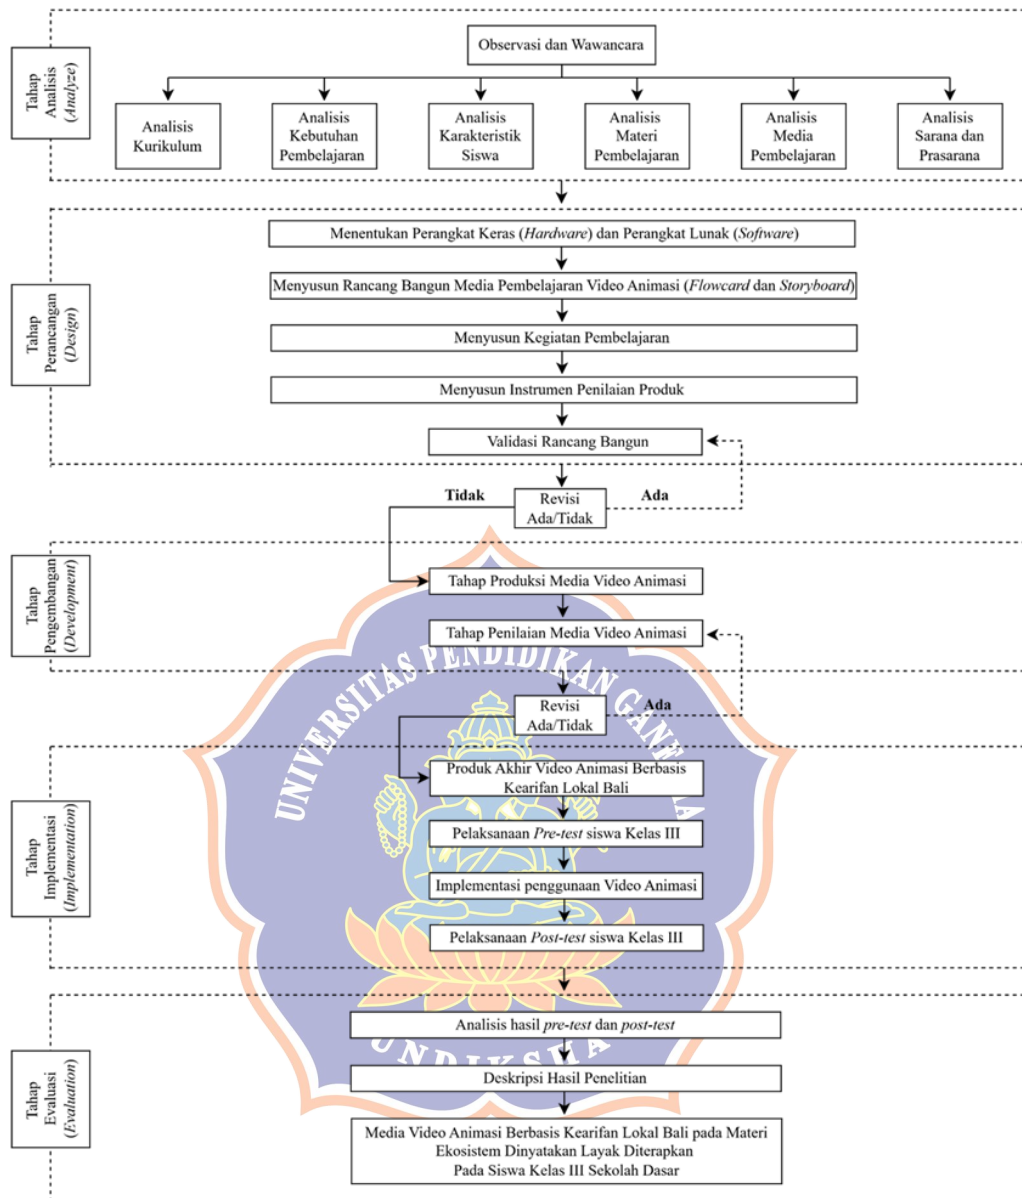 Tahap
Analisis
(Analyze)
Observasi dan Wawancara
Analisis
Kurikulum
Analisis
Kebutuhan
Pembelajaran
Analisis
Karakteristik
Siswa
Analisis
Materi
Pembelajaran
Analisis
Media
Pembelajaran
Analisis
Sarana dan
Prasarana
Tahap
Perancangan
(Design)
Menentukan Perangkat Keras (Hardware) dan Perangkat Lunak (Software)
Menyusun Rancang Bangun Media Pembelajaran Video Animasi (Flowcard dan Storyboard)
Menyusun Kegiatan Pembelajaran
Menyusun Instrumen Penilaian Produk
Validasi Rancang Bangun
Tidak
Revisi
Ada/Tidak
Ada
Tahap
Pengembangan
(Development)
Tahap Produksi Media Video Animasi
Tahap Penilaian Media Video Animasi
UNIVERSITAS PENDIDIKAN
Revisi
Ada/Tidak
Ada
Tahap
Implementasi
(Implementation)
Produk Akhir Video Animasi Berbasis
Kearifan Lokal Bali
Pelaksanaan Pre-test siswa Kelas III
Implementasi penggunaan Video Animasi
Pelaksanaan Post-test siswa Kelas III
Tahap
Evaluasi
(Evaluation)
Analisis hasil pre-test dan post-test
UNDIKSHA
Deskripsi Hasil Penelitian
Media Video Animasi Berbasis Kearifan Lokal Bali pada Materi
Ekosistem Dinyatakan Layak Diterapkan
Pada Siswa Kelas III Sekolah Dasar